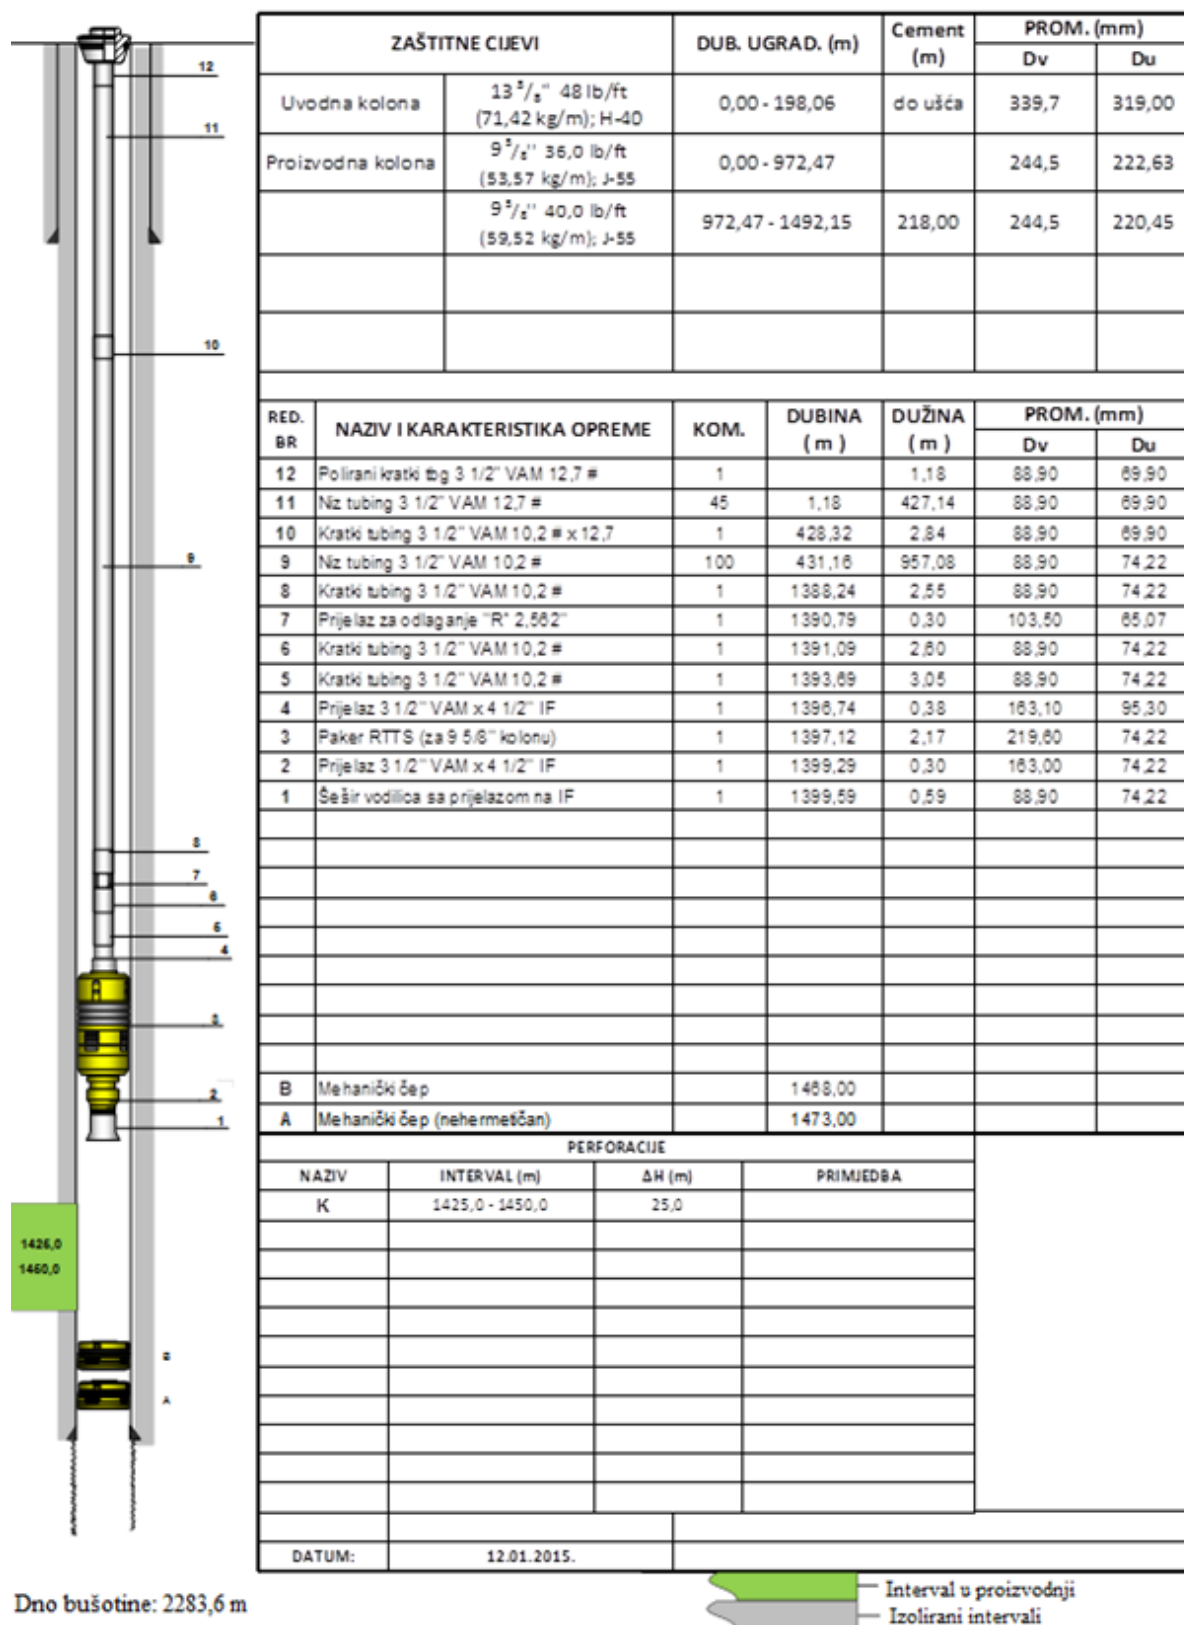 ZAŠTITNE CIJEVI DUB. UGRAD. (m) Cement (m) PROM. (mm)
Dv Du
Uvodna kolona 13 3/8" 48 lb/ft (71,42 kg/m); H-40 0,00 - 198,06 do ušća 339,7 319,00
Proizvodna kolona 9 5/8'' 36,0 lb/ft (53,57 kg/m); J-55 0,00 - 972,47 244,5 222,63
9 5/8'' 40,0 lb/ft (59,52 kg/m); J-55 972,47 - 1492,15 218,00 244,5 220,45
RED. BR NAZIV I KARAKTERISTIKA OPREME KOM. DUBINA ( m ) DUŽINA ( m ) PROM. (mm)
Dv Du
12 Polirani kratki tbg 3 1/2" VAM 12,7 # 1 1,18 88,90 69,90
11 Niz tubing 3 1/2" VAM 12,7 # 45 1,18 427,14 88,90 69,90
10 Kratki tubing 3 1/2" VAM 10,2 # x 12,7 1 428,32 2,84 88,90 69,90
9 Niz tubing 3 1/2" VAM 10,2 # 100 431,16 957,08 88,90 74,22
8 Kratki tubing 3 1/2" VAM 10,2 # 1 1388,24 2,55 88,90 74,22
7 Prijelaz za odlaganje "R" 2,562" 1 1390,79 0,30 103,50 65,07
6 Kratki tubing 3 1/2" VAM 10,2 # 1 1391,09 2,60 88,90 74,22
5 Kratki tubing 3 1/2" VAM 10,2 # 1 1393,69 3,05 88,90 74,22
4 Prijelaz 3 1/2" VAM x 4 1/2" IF 1 1396,74 0,38 163,10 95,30
3 Paker RTTS (za 9 5/8" kolonu) 1 1397,12 2,17 219,60 74,22
2 Prijelaz 3 1/2" VAM x 4 1/2" IF 1 1399,29 0,30 163,00 74,22
1 Šešir vodilica sa prijelazom na IF 1 1399,59 0,59 88,90 74,22
B Mehanički čep 1468,00
A Mehanički čep (nehermetičan) 1473,00
PERFORACIJE
NAZIV INTERVAL (m) ΔH (m) PRIMJEDBA
K 1425,0 - 1450,0 25,0
DATUM: 12.01.2015.
12
11
10
9
8
7
6
5
4
3
2
1
1425,0
1450,0
B
A
Dno bušotine: 2283,6 m
Interval u proizvodnji
Izolirani intervali